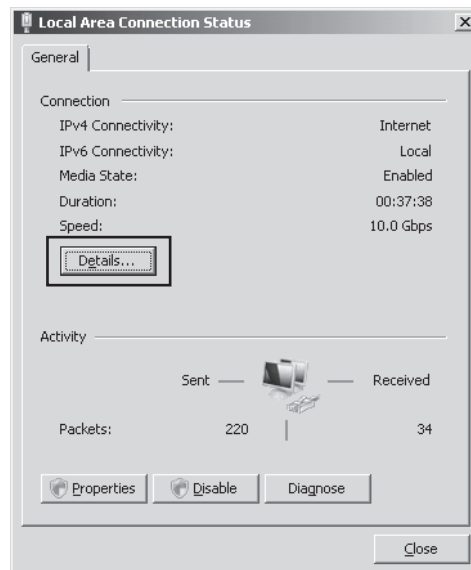 Local Area Connection Status
General
Connection
IPv4 Connectivity: Internet
IPv6 Connectivity: Local
Media State: Enabled
Duration: 00:37:38
Speed: 10.0 Gbps
Details...
Activity
Sent Received
Packets: 220 34
Properties Disable Diagnose
Close